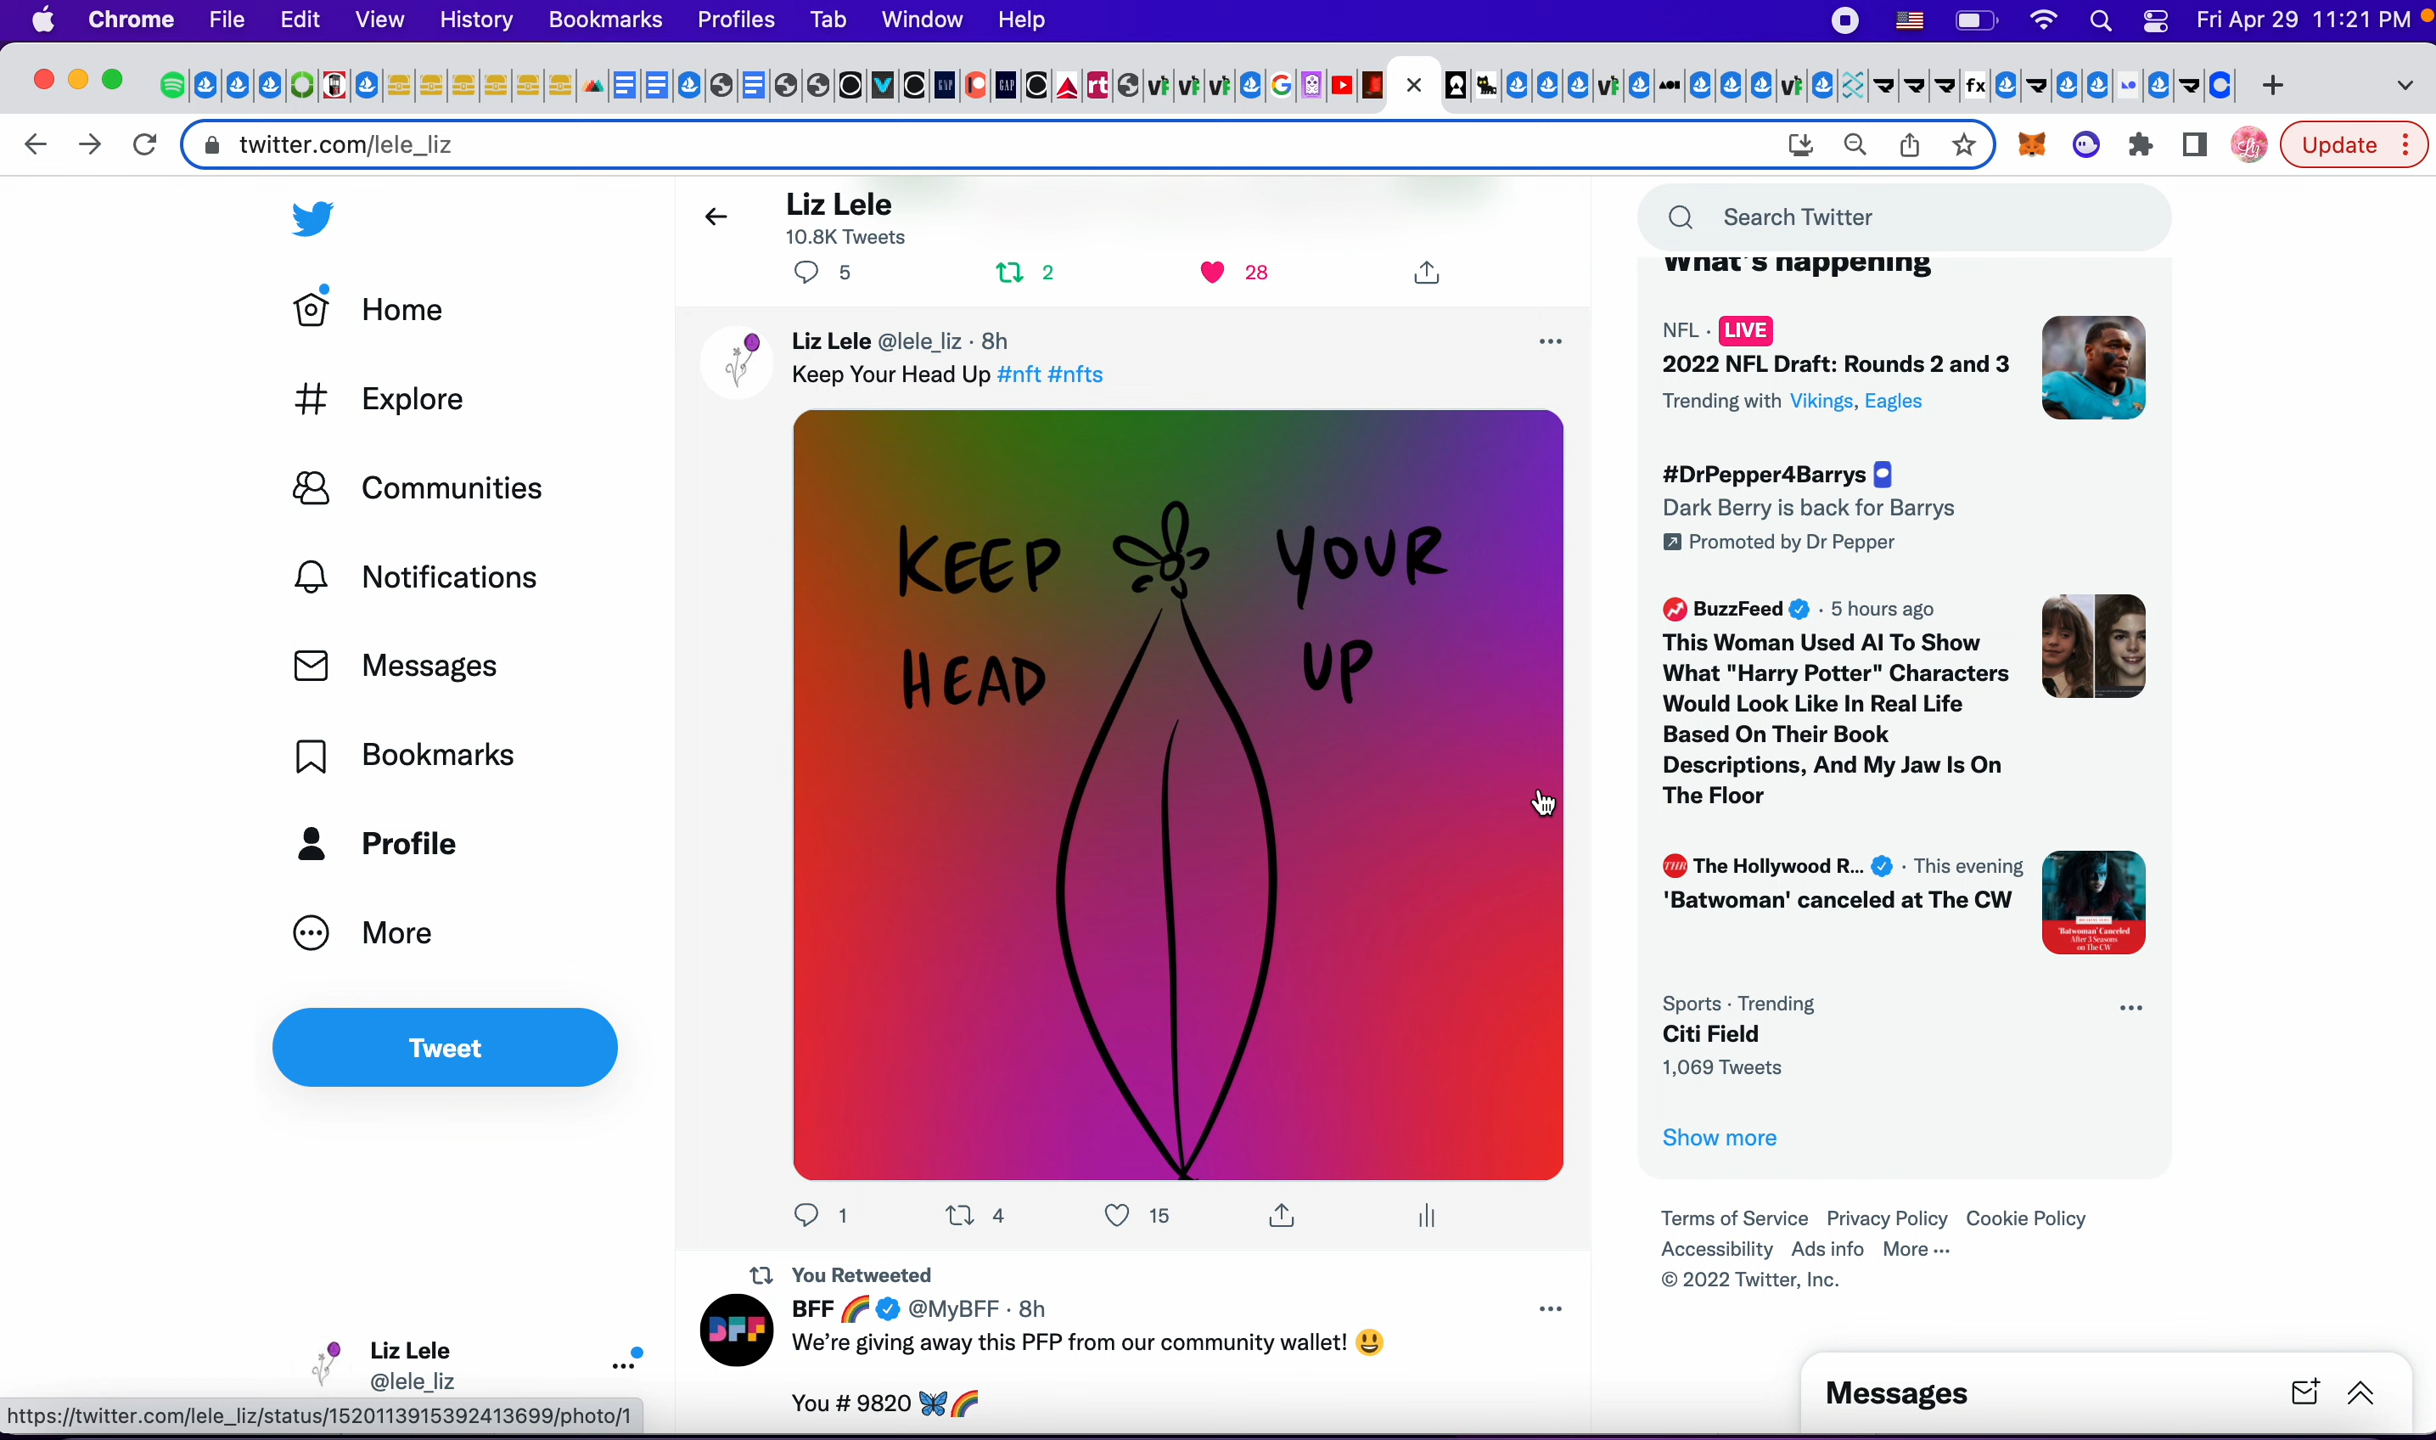 Chrome File Edit View History Bookmarks Profiles Tab Window Help Fri Apr 29 11:21 PM
twitter.com/lele_liz Update
Liz Lele
10.8K Tweets
5 2 28
Home
Explore
Communities
Notifications
Messages
Bookmarks
Profile
More
Tweet
Liz Lele
@lele_liz
https://twitter.com/lele_liz/status/1520113915392413699/photo/1
Liz Lele @lele_liz · 8h
Keep Your Head Up #nft #nfts
KEEP YOUR
HEAD UP
1 4 15
You Retweeted
BFF @MyBFF · 8h
We're giving away this PFP from our community wallet!
You # 9820
Search Twitter
What's happening
NFL · LIVE
2022 NFL Draft: Rounds 2 and 3
Trending with Vikings, Eagles
#DrPepper4Barrys
Dark Berry is back for Barrys
Promoted by Dr Pepper
BuzzFeed · 5 hours ago
This Woman Used AI To Show
What "Harry Potter" Characters
Would Look Like In Real Life
Based On Their Book
Descriptions, And My Jaw Is On
The Floor
The Hollywood R... · This evening
'Batwoman' canceled at The CW
'Batwoman' Canceled
After 3 Seasons
on The CW
Sports · Trending
Citi Field
1,069 Tweets
Show more
Terms of Service Privacy Policy Cookie Policy
Accessibility Ads info More ...
© 2022 Twitter, Inc.
Messages